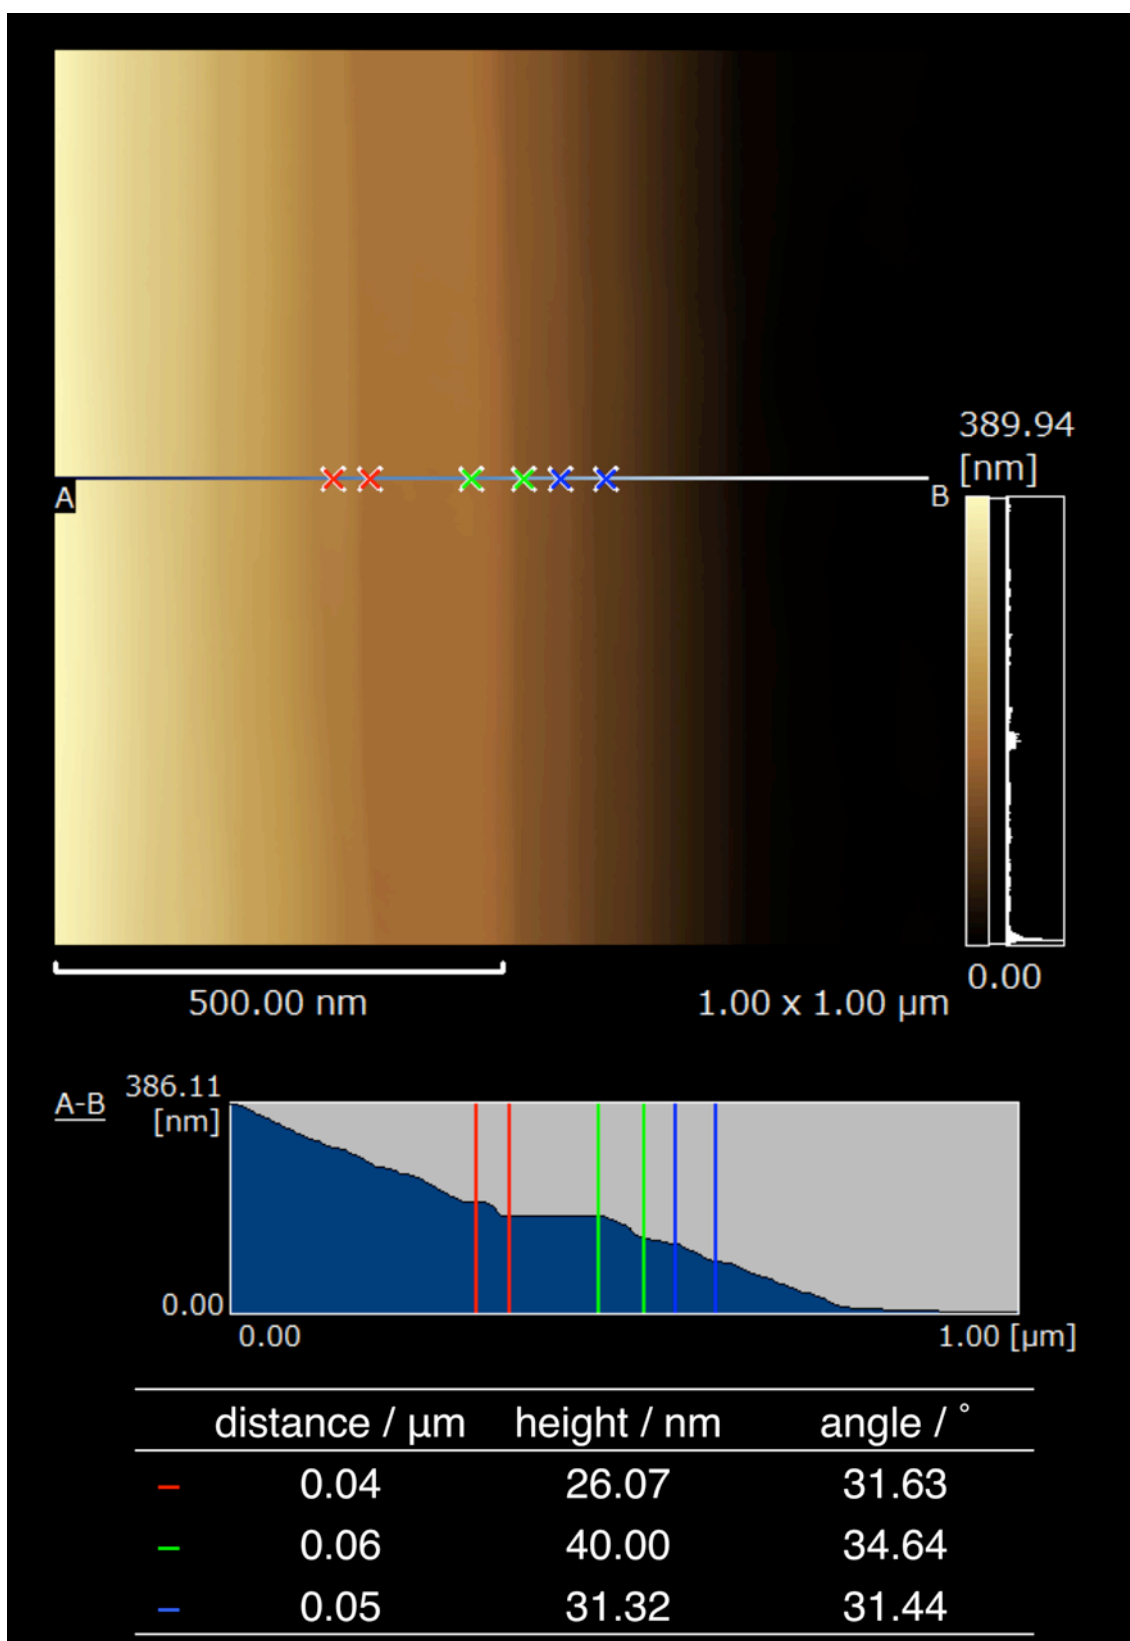 389.94
[nm]
A
B
0.00
500.00 nm
1.00 x 1.00 µm
A-B
386.11
[nm]
0.00
0.00
1.00 [µm]
distance / µm height / nm angle / °
0.04 26.07 31.63
0.06 40.00 34.64
0.05 31.32 31.44